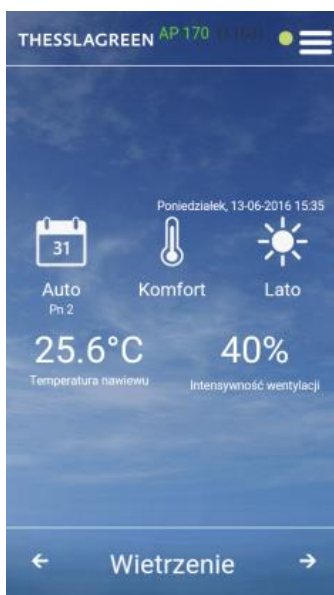 THESSLAGREEN AP 170
Poniedziałek, 13-06-2016 15:35
31
Auto Komfort Lato
Pn 2
25.6°C 40%
Temperatura nawiewu Intensywność wentylacji
← Wietrzenie →